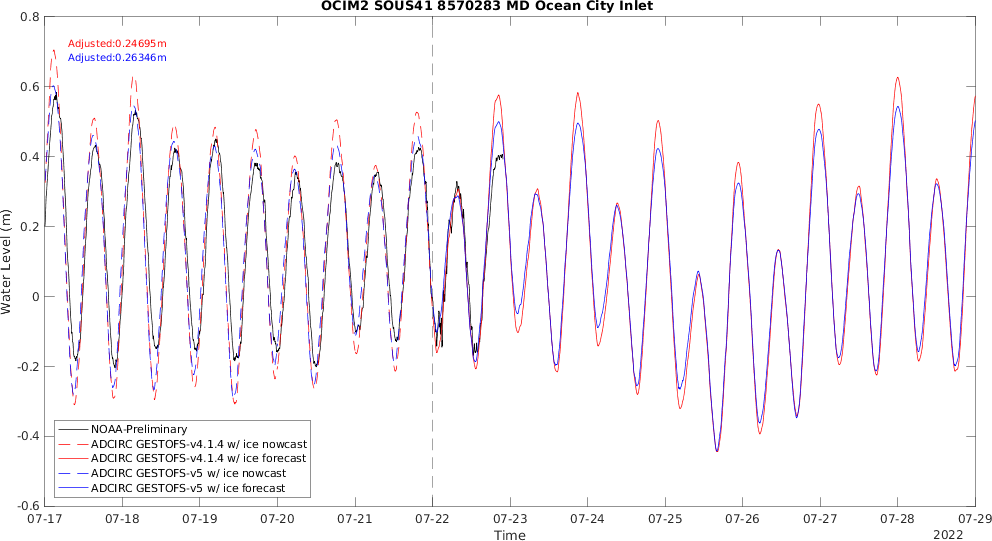 OCIM2 SOUS41 8570283 MD Ocean City Inlet
0.8
Adjusted:0.24695m
Adjusted:0.26346m
0.6
0.4
0.2
0
-0.2
-0.4
-0.6
Water Level (m)
NOAA-Preliminary
ADCIRC GESTOFS-v4.1.4 w/ ice nowcast
ADCIRC GESTOFS-v4.1.4 w/ ice forecast
ADCIRC GESTOFS-v5 w/ ice nowcast
ADCIRC GESTOFS-v5 w/ ice forecast
07-17 07-18 07-19 07-20 07-21 07-22 07-23 07-24 07-25 07-26 07-27 07-28 07-29
Time
2022